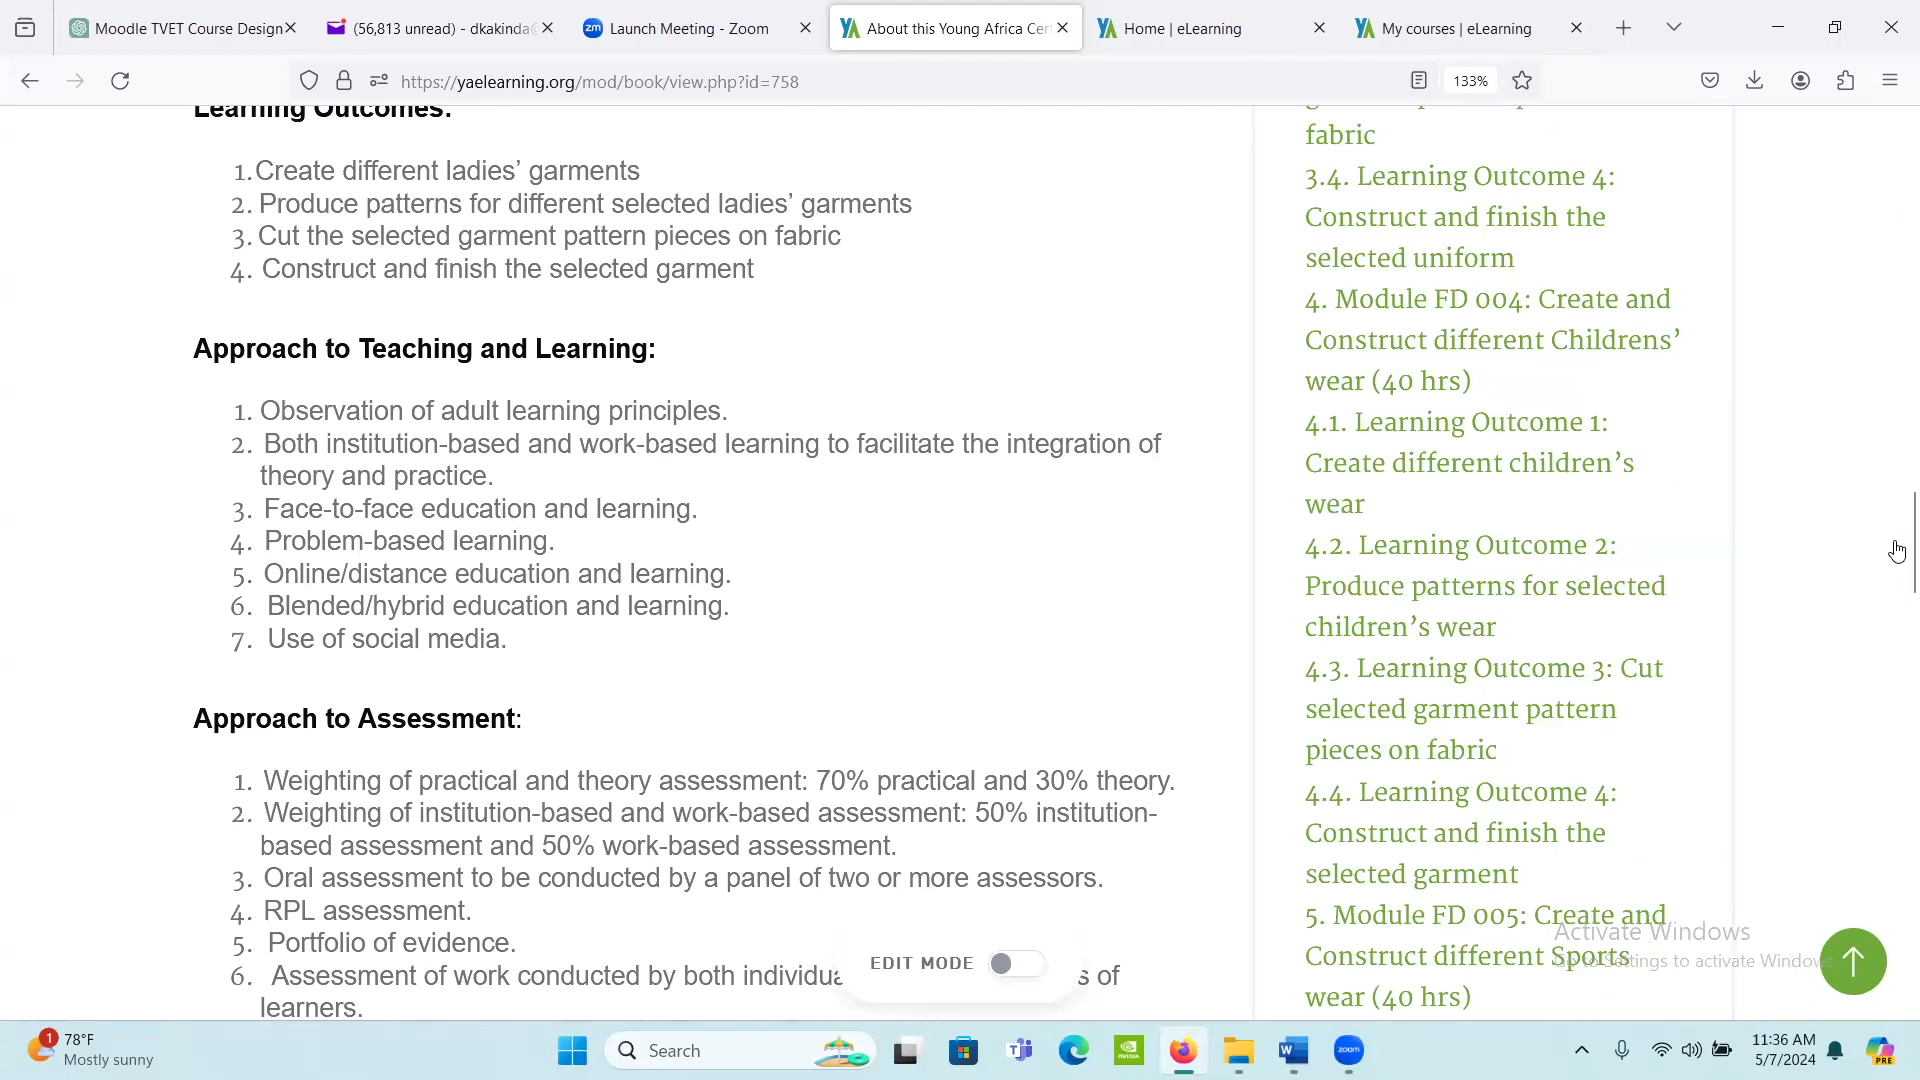 Moodle TVET Course Design
(56,813 unread) - dkakinda@
Launch Meeting - Zoom
About this Young Africa Cer
Home | eLearning
My courses | eLearning
https://yaelearning.org/mod/book/view.php?id=758
133%
Learning Outcomes:
1. Create different ladies’ garments
2. Produce patterns for different selected ladies’ garments
3. Cut the selected garment pattern pieces on fabric
4. Construct and finish the selected garment
Approach to Teaching and Learning:
1. Observation of adult learning principles.
2. Both institution-based and work-based learning to facilitate the integration of
theory and practice.
3. Face-to-face education and learning.
4. Problem-based learning.
5. Online/distance education and learning.
6. Blended/hybrid education and learning.
7. Use of social media.
Approach to Assessment:
1. Weighting of practical and theory assessment: 70% practical and 30% theory.
2. Weighting of institution-based and work-based assessment: 50% institution-
based assessment and 50% work-based assessment.
3. Oral assessment to be conducted by a panel of two or more assessors.
4. RPL assessment.
5. Portfolio of evidence.
6. Assessment of work conducted by both individua s of
learners.
EDIT MODE
fabric
3.4. Learning Outcome 4:
Construct and finish the
selected uniform
4. Module FD 004: Create and
Construct different Childrens’
wear (40 hrs)
4.1. Learning Outcome 1:
Create different children’s
wear
4.2. Learning Outcome 2:
Produce patterns for selected
children’s wear
4.3. Learning Outcome 3: Cut
selected garment pattern
pieces on fabric
4.4. Learning Outcome 4:
Construct and finish the
selected garment
5. Module FD 005: Create and
Construct different Sports
wear (40 hrs)
Activate Windows
Go to Settings to activate Windows
1
78°F
Mostly sunny
Search
zoom
11:36 AM
5/7/2024
PRE